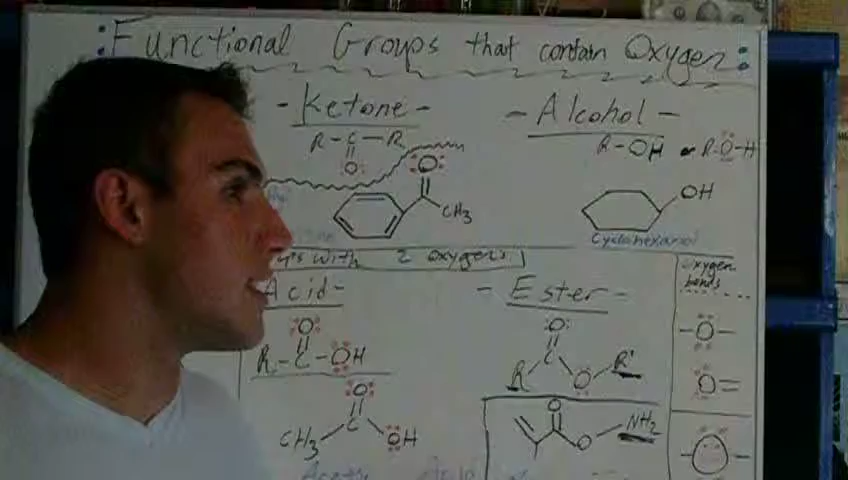 :Functional Groups that contain Oxygen:
-Ketone-
R-C-R
O
O
CH3
-Alcohol-
R-OH or R-O-H
OH
Cyclohexanol
with 2 oxygen's
Acid-
O
R-C-OH
O
C
CH3 OH
-Ester-
O
C
R O R'
O
O NH2
oxygen bonds
-O-
O=
-O-